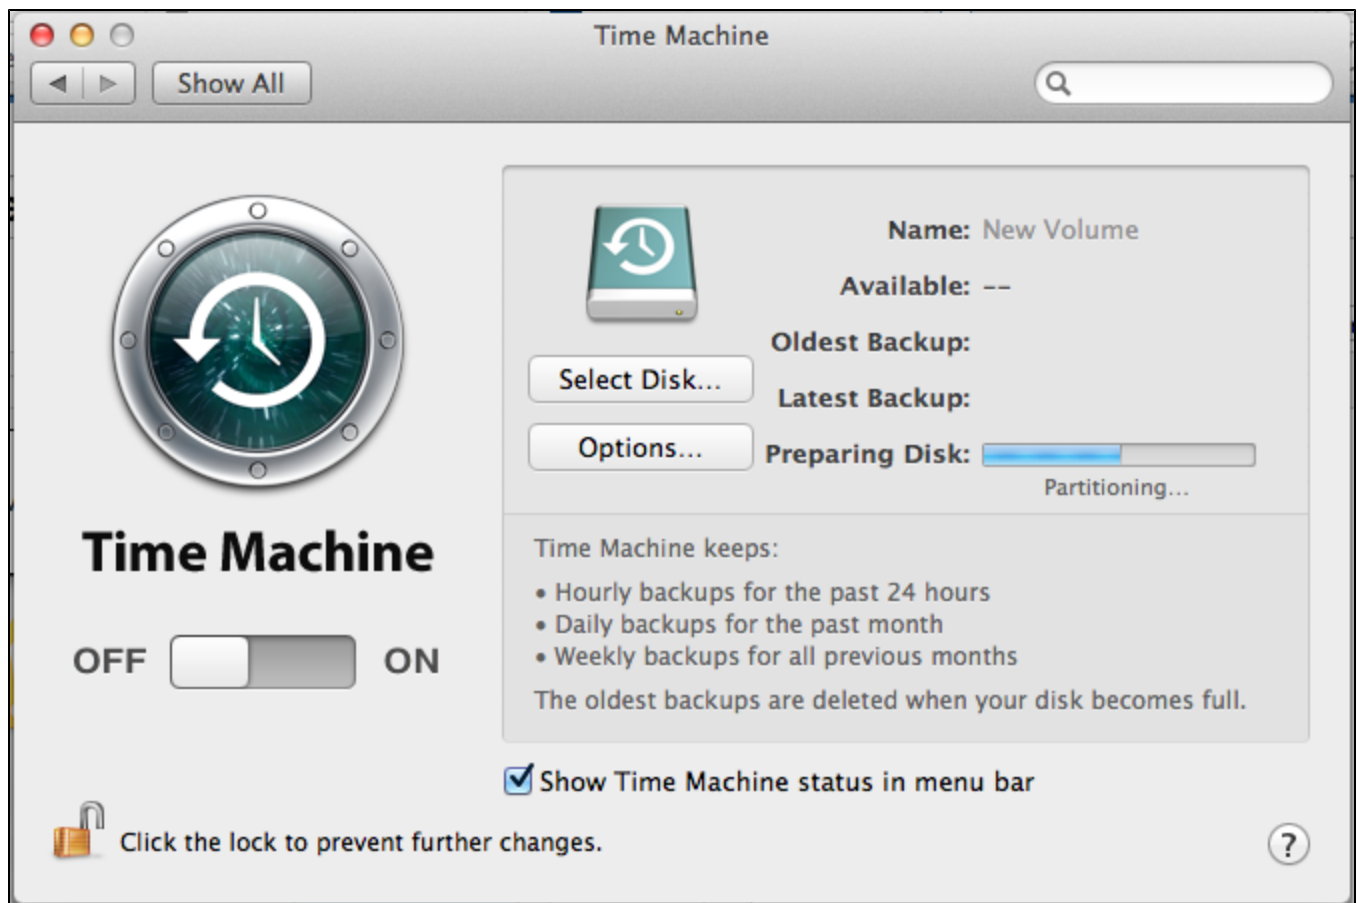 Time Machine
Show All
Name: New Volume
Available: --
Oldest Backup:
Select Disk...
Latest Backup:
Options...
Preparing Disk:
Partitioning...
Time Machine
OFF ON
Time Machine keeps:
• Hourly backups for the past 24 hours
• Daily backups for the past month
• Weekly backups for all previous months
The oldest backups are deleted when your disk becomes full.
Show Time Machine status in menu bar
Click the lock to prevent further changes.
?